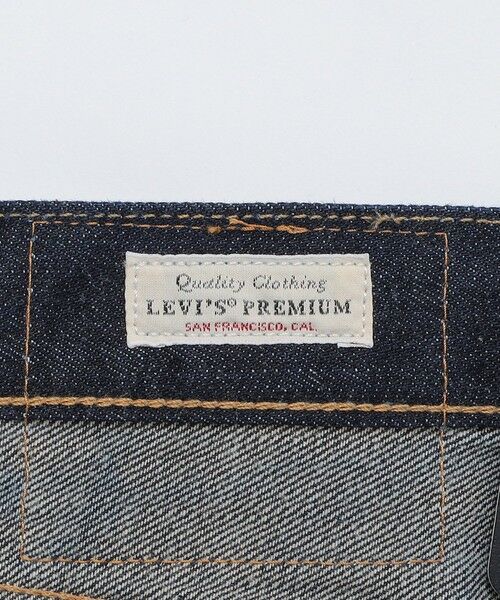 Quality Clothing
LEVI'S® PREMIUM
SAN FRANCISCO, CAL.